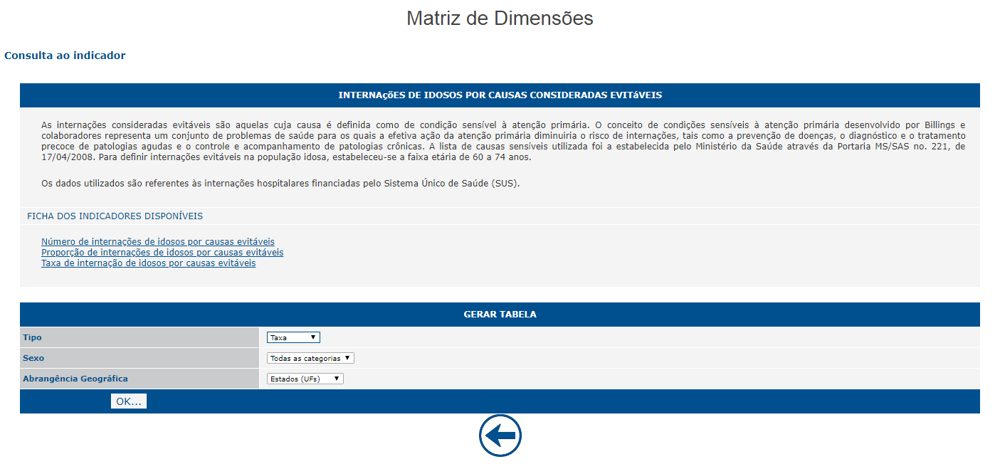 Matriz de Dimensões
Consulta ao indicador
INTERNAçõES DE IDOSOS POR CAUSAS CONSIDERADAS EVITáVEIS
As internações consideradas evitáveis são aquelas cuja causa é definida como de condição sensível à atenção primária. O conceito de condições sensíveis à atenção primária desenvolvido por Billings e
colaboradores representa um conjunto de problemas de saúde para os quais a efetiva ação da atenção primária diminuiria o risco de internações, tais como a prevenção de doenças, o diagnóstico e o tratamento
precoce de patologias agudas e o controle e acompanhamento de patologias crônicas. A lista de causas sensíveis utilizada foi a estabelecida pelo Ministério da Saúde através da Portaria MS/SAS no. 221, de
17/04/2008. Para definir internações evitáveis na população idosa, estabeleceu-se a faixa etária de 60 a 74 anos.
Os dados utilizados são referentes às internações hospitalares financiadas pelo Sistema Único de Saúde (SUS).
FICHA DOS INDICADORES DISPONÍVEIS
Número de internações de idosos por causas evitáveis
Proporção de internações de idosos por causas evitáveis
Taxa de internação de idosos por causas evitáveis
GERAR TABELA
Tipo Taxa
Sexo Todas as categorias
Abrangência Geográfica Estados (UFs)
OK...